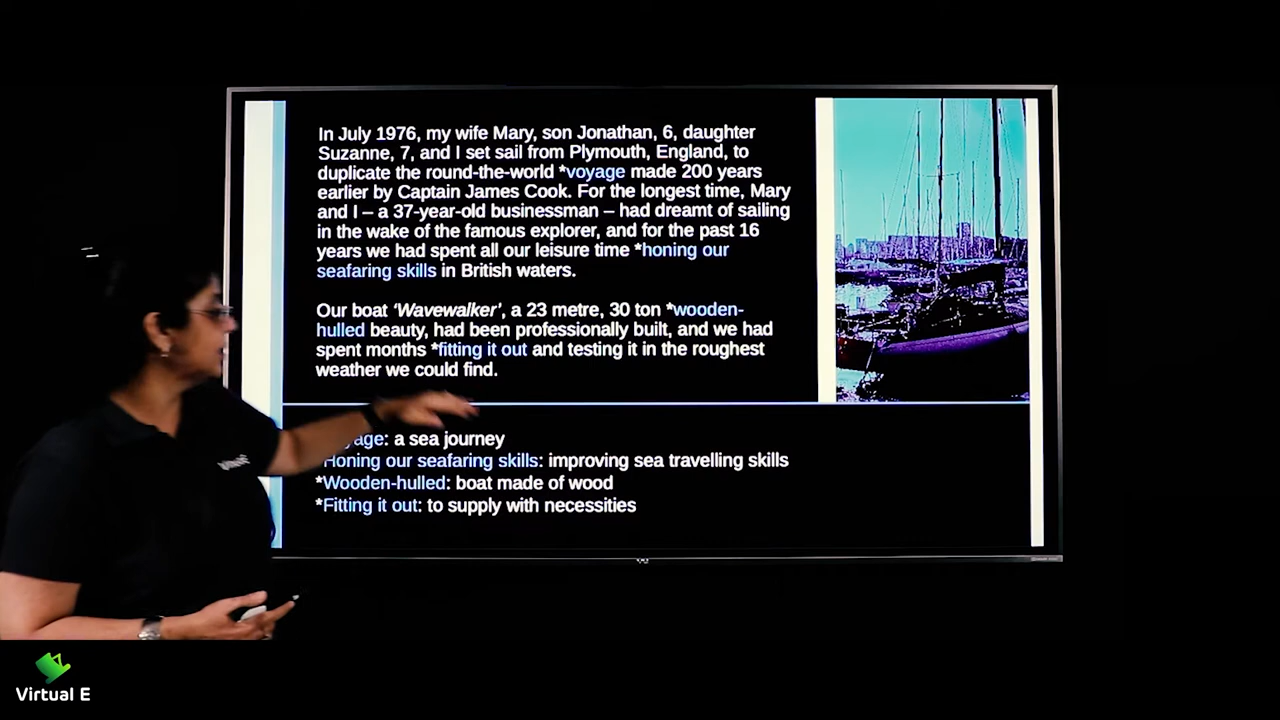 In July 1976, my wife Mary, son Jonathan, 6, daughter
Suzanne, 7, and I set sail from Plymouth, England, to
duplicate the round-the-world *voyage made 200 years
earlier by Captain James Cook. For the longest time, Mary
and I – a 37-year-old businessman – had dreamt of sailing
in the wake of the famous explorer, and for the past 16
years we had spent all our leisure time *honing our
seafaring skills in British waters.
Our boat ‘Wavewalker’, a 23 metre, 30 ton *wooden-
hulled beauty, had been professionally built, and we had
spent months *fitting it out and testing it in the roughest
weather we could find.
a sea journey
Honing our seafaring skills: improving sea travelling skills
*Wooden-hulled: boat made of wood
*Fitting it out: to supply with necessities
Virtual E